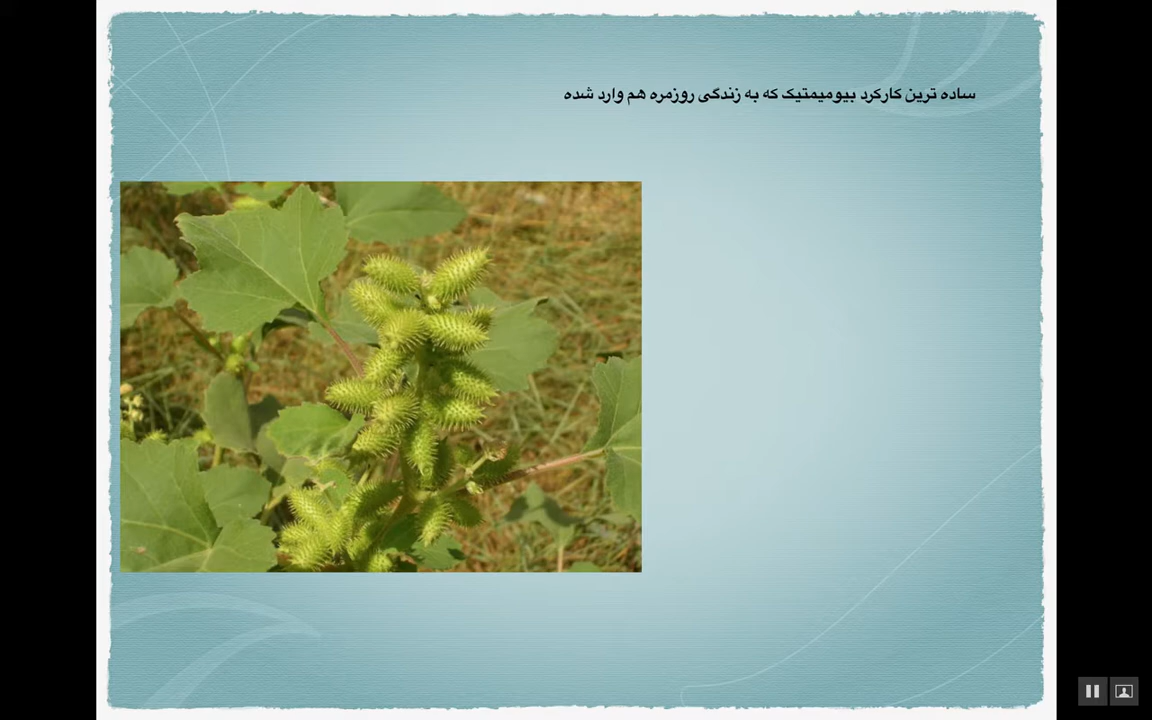 ساده ترین کارکرد بیومیمتیک که به زندگی روزمره هم وارد شده